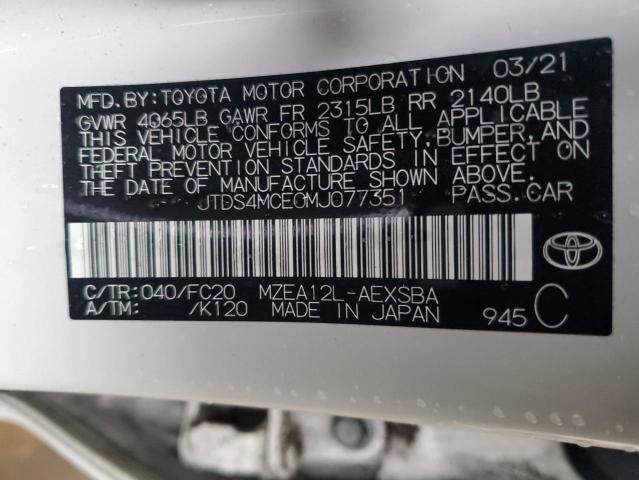 MFD. BY: TOYOTA MOTOR CORPORATION 03/21
GVWR 4065LB GAWR FR 2315LB RR 2140LB
THIS VEHICLE CONFORMS TO ALL APPLICABLE
FEDERAL MOTOR VEHICLE SAFETY, BUMPER, AND
THEFT PREVENTION STANDARDS IN EFFECT ON
THE DATE OF MANUFACTURE SHOWN ABOVE.
JTDS4MCE0MJ077351 PASS. CAR
C/TR: 040/FC20 MZEA12L-AEXSBA
A/TM: /K120 MADE IN JAPAN 945 C
TOYOTA